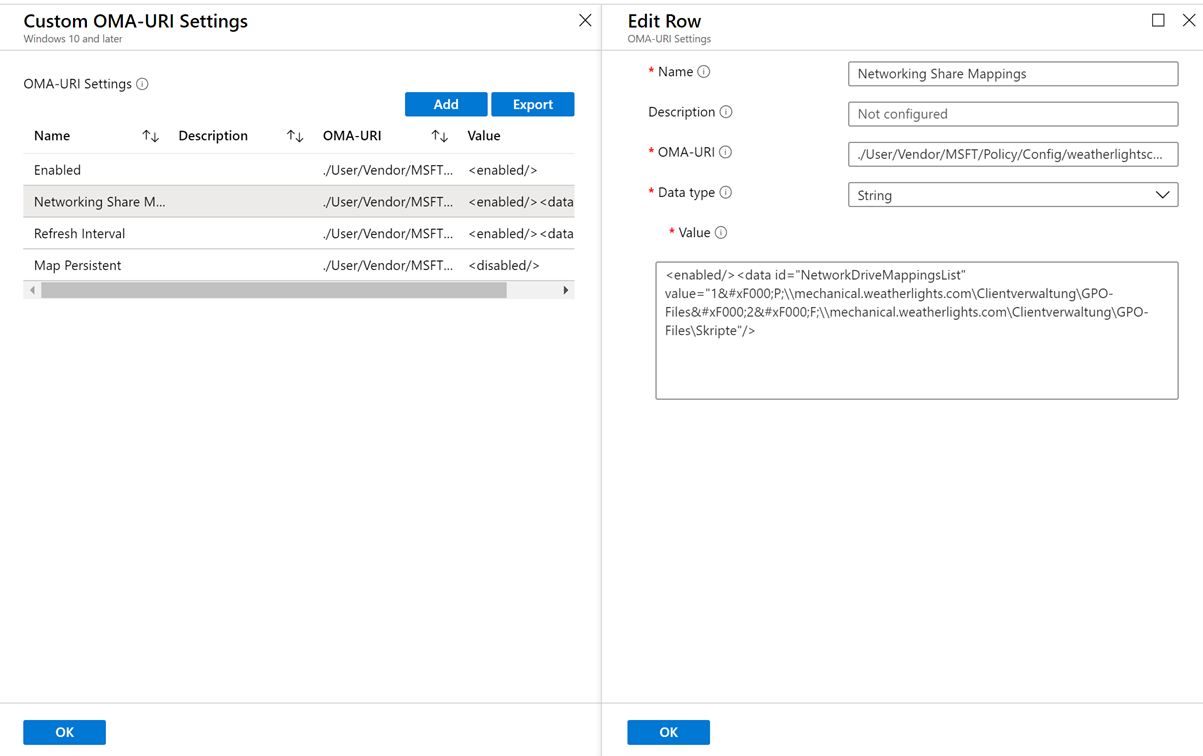 Custom OMA-URI Settings
Windows 10 and later
OMA-URI Settings
Add Export
Name Description OMA-URI Value
Enabled ./User/Vendor/MSFT... <enabled/>
Networking Share M... ./User/Vendor/MSFT... <enabled/><data
Refresh Interval ./User/Vendor/MSFT... <enabled/><data
Map Persistent ./User/Vendor/MSFT... <disabled/>
OK
Edit Row
OMA-URI Settings
* Name Networking Share Mappings
Description Not configured
* OMA-URI ./User/Vendor/MSFT/Policy/Config/weatherlightsc...
* Data type String
* Value
<enabled/><data id="NetworkDriveMappingsList"
value="1&#xF000;P;\\mechanical.weatherlights.com\Clientverwaltung\GPO-
Files&#xF000;2&#xF000;F;\\mechanical.weatherlights.com\Clientverwaltung\GPO-
Files\Skripte"/>
OK